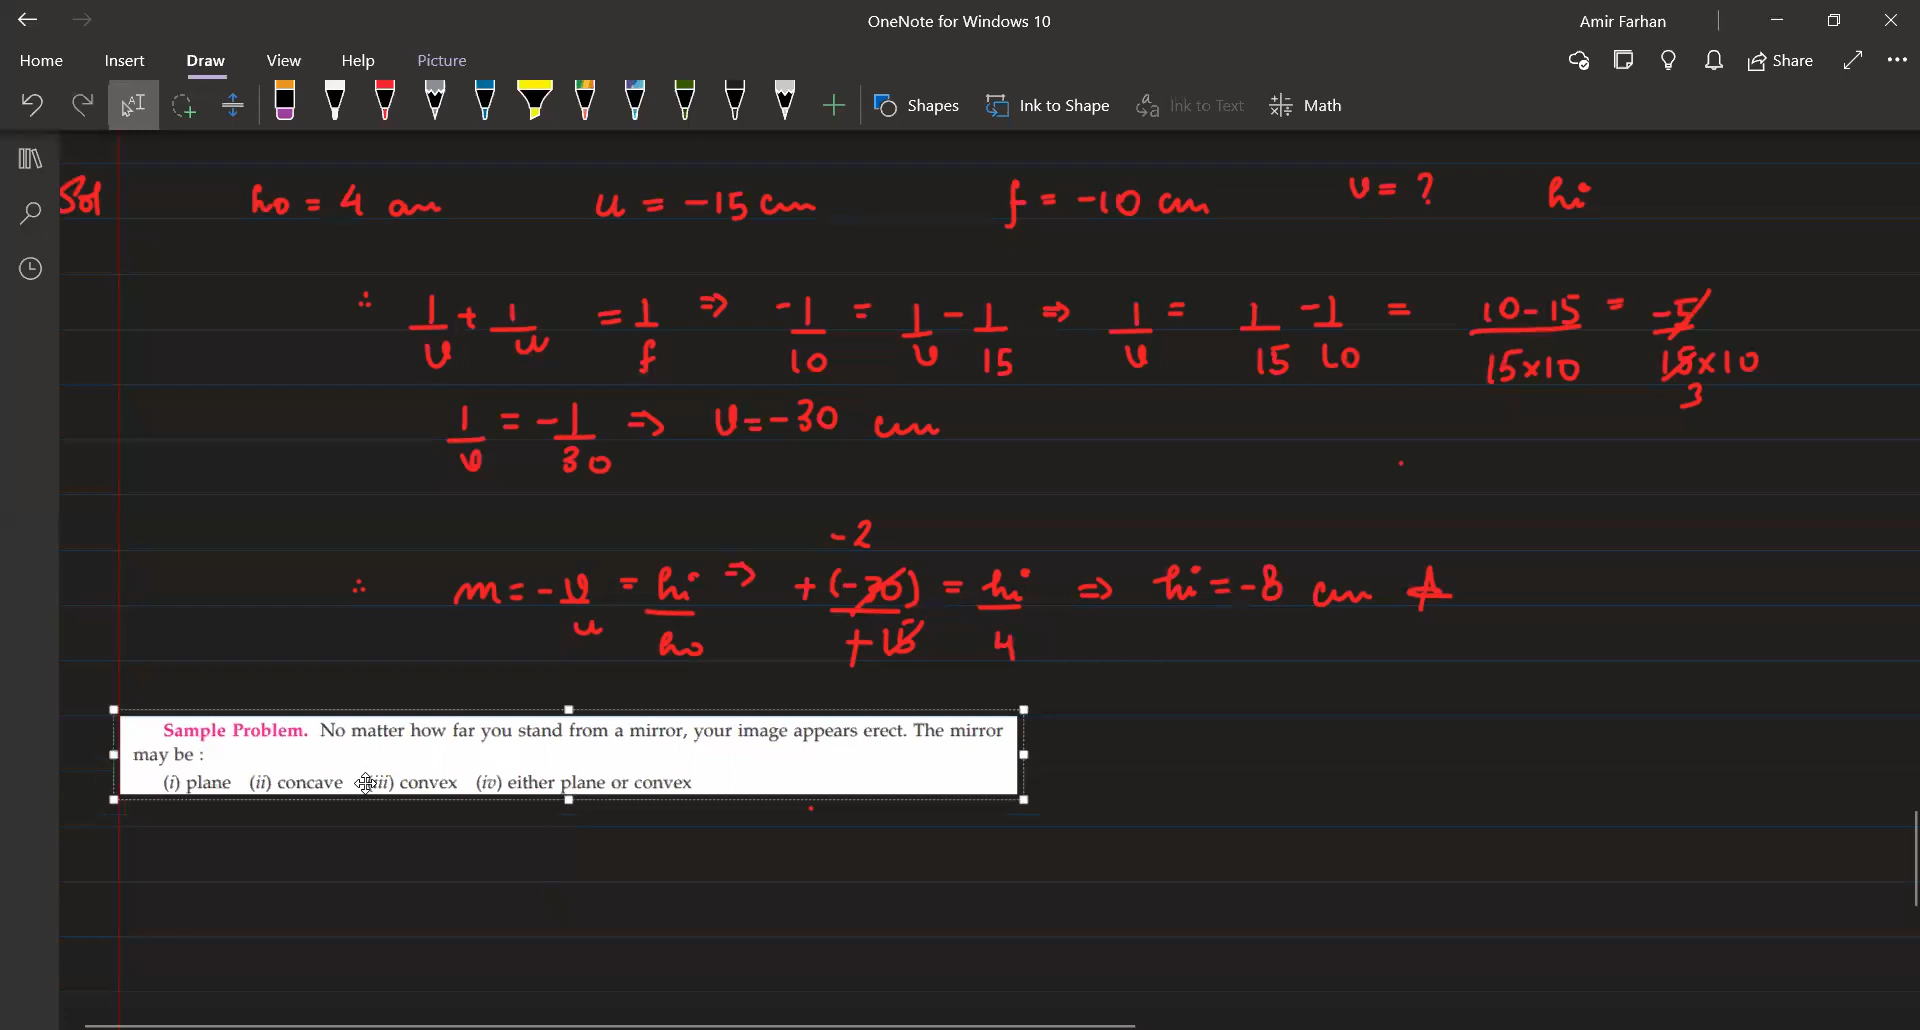 OneNote for Windows 10
Amir Farhan
Home Insert Draw View Help Picture
Share
Shapes Ink to Shape Ink to Text Math
Sol ho = 4 cm u = -15 cm f = -10 cm v = ? hi
∴ 1/v + 1/u = 1/f ⇒ -1/10 = 1/v - 1/15 ⇒ 1/v = 1/15 - 1/10 = 10-15/15×10 = -5/15×10 3
1/v = -1/30 ⇒ v = -30 cm
-2
∴ m = -v/u = hi/ho ⇒ +(-30)/+15 = hi/4 ⇒ hi = -8 cm A
Sample Problem. No matter how far you stand from a mirror, your image appears erect. The mirror
may be :
(i) plane (ii) concave (iii) convex (iv) either plane or convex